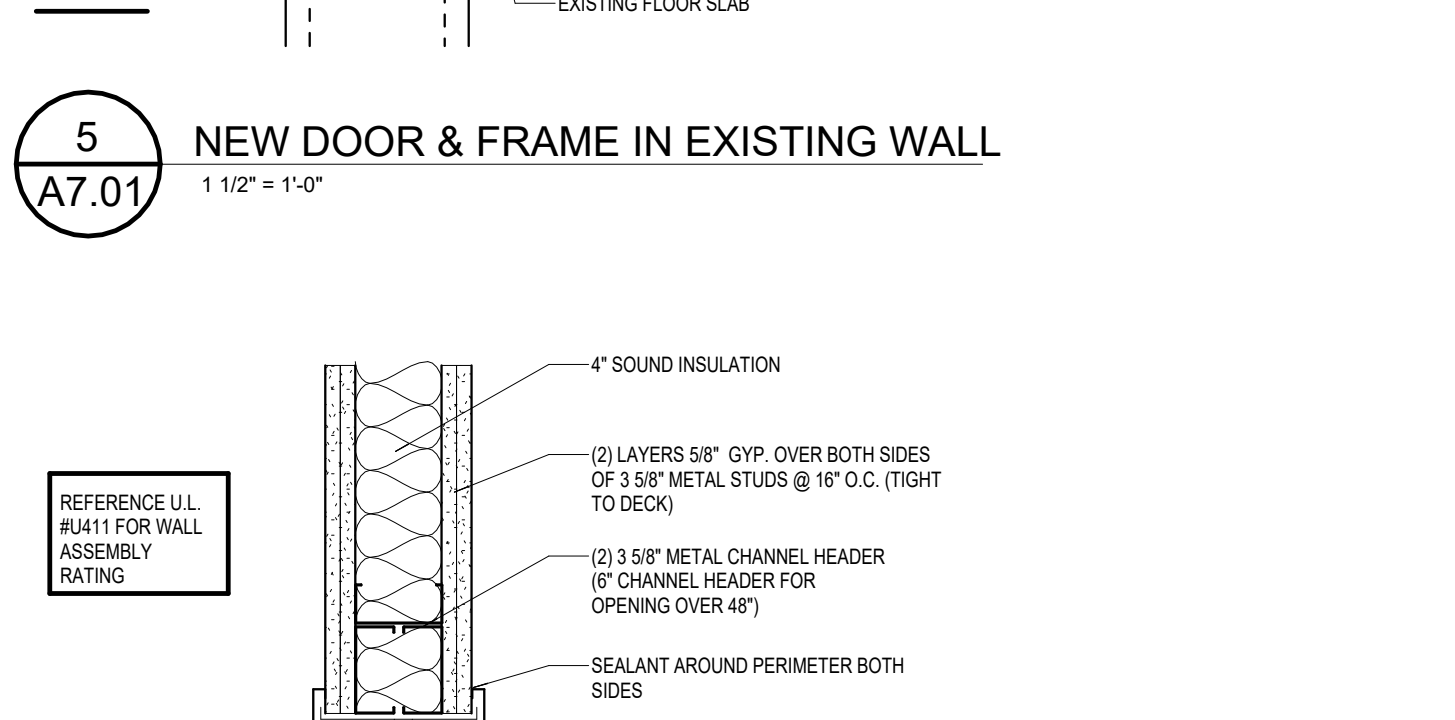 EXISTING FLOOR SLAB
5
NEW DOOR & FRAME IN EXISTING WALL
A7.01
1 1/2" = 1'-0"
4" SOUND INSULATION
(2) LAYERS 5/8" GYP. OVER BOTH SIDES
OF 3 5/8" METAL STUDS @ 16" O.C. (TIGHT
TO DECK)
REFERENCE U.L.
#U411 FOR WALL
ASSEMBLY
RATING
(2) 3 5/8" METAL CHANNEL HEADER
(6" CHANNEL HEADER FOR
OPENING OVER 48")
SEALANT AROUND PERIMETER BOTH
SIDES